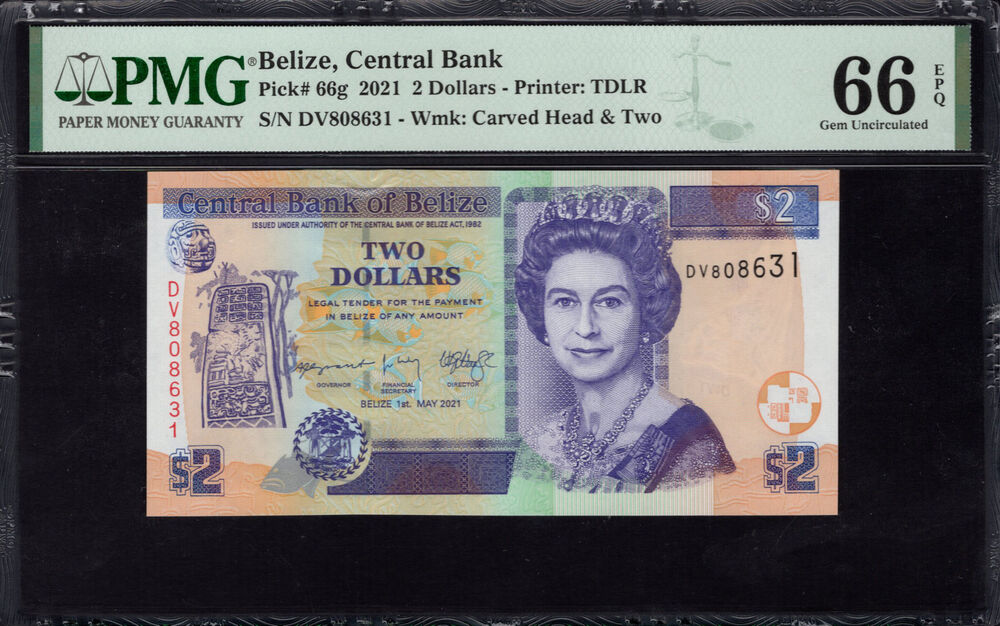 PMG®
PAPER MONEY GUARANTY
Belize, Central Bank
Pick# 66g 2021 2 Dollars - Printer: TDLR
S/N DV808631 - Wmk: Carved Head & Two
66
EPQ
Gem Uncirculated
Central Bank of Belize
ISSUED UNDER AUTHORITY OF THE CENTRAL BANK OF BELIZE ACT, 1982
$2
TWO
DOLLARS
DV808631
LEGAL TENDER FOR THE PAYMENT
IN BELIZE OF ANY AMOUNT
DV808631
GOVERNOR
FINANCIAL
SECRETARY
DIRECTOR
BELIZE 1st. MAY 2021
$2
$2